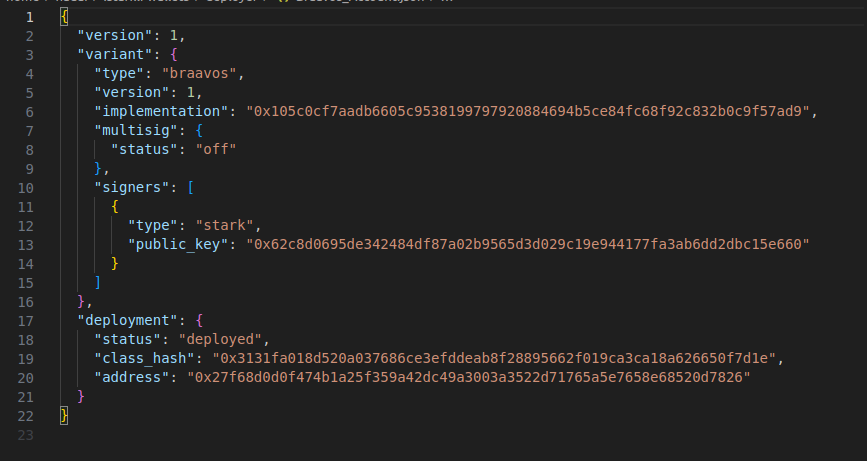 1 {
2 "version": 1,
3 "variant": {
4 "type": "braavos",
5 "version": 1,
6 "implementation": "0x105c0cf7aadb6605c9538199797920884694b5ce84fc68f92c832b0c9f57ad9",
7 "multisig": {
8 "status": "off"
9 },
10 "signers": [
11 {
12 "type": "stark",
13 "public_key": "0x62c8d0695de342484df87a02b9565d3d029c19e944177fa3ab6dd2dbc15e660"
14 }
15 ]
16 },
17 "deployment": {
18 "status": "deployed",
19 "class_hash": "0x3131fa018d520a037686ce3efddeab8f28895662f019ca3ca18a626650f7d1e",
20 "address": "0x27f68d0d0f474b1a25f359a42dc49a3003a3522d71765a5e7658e68520d7826"
21 }
22 }
23